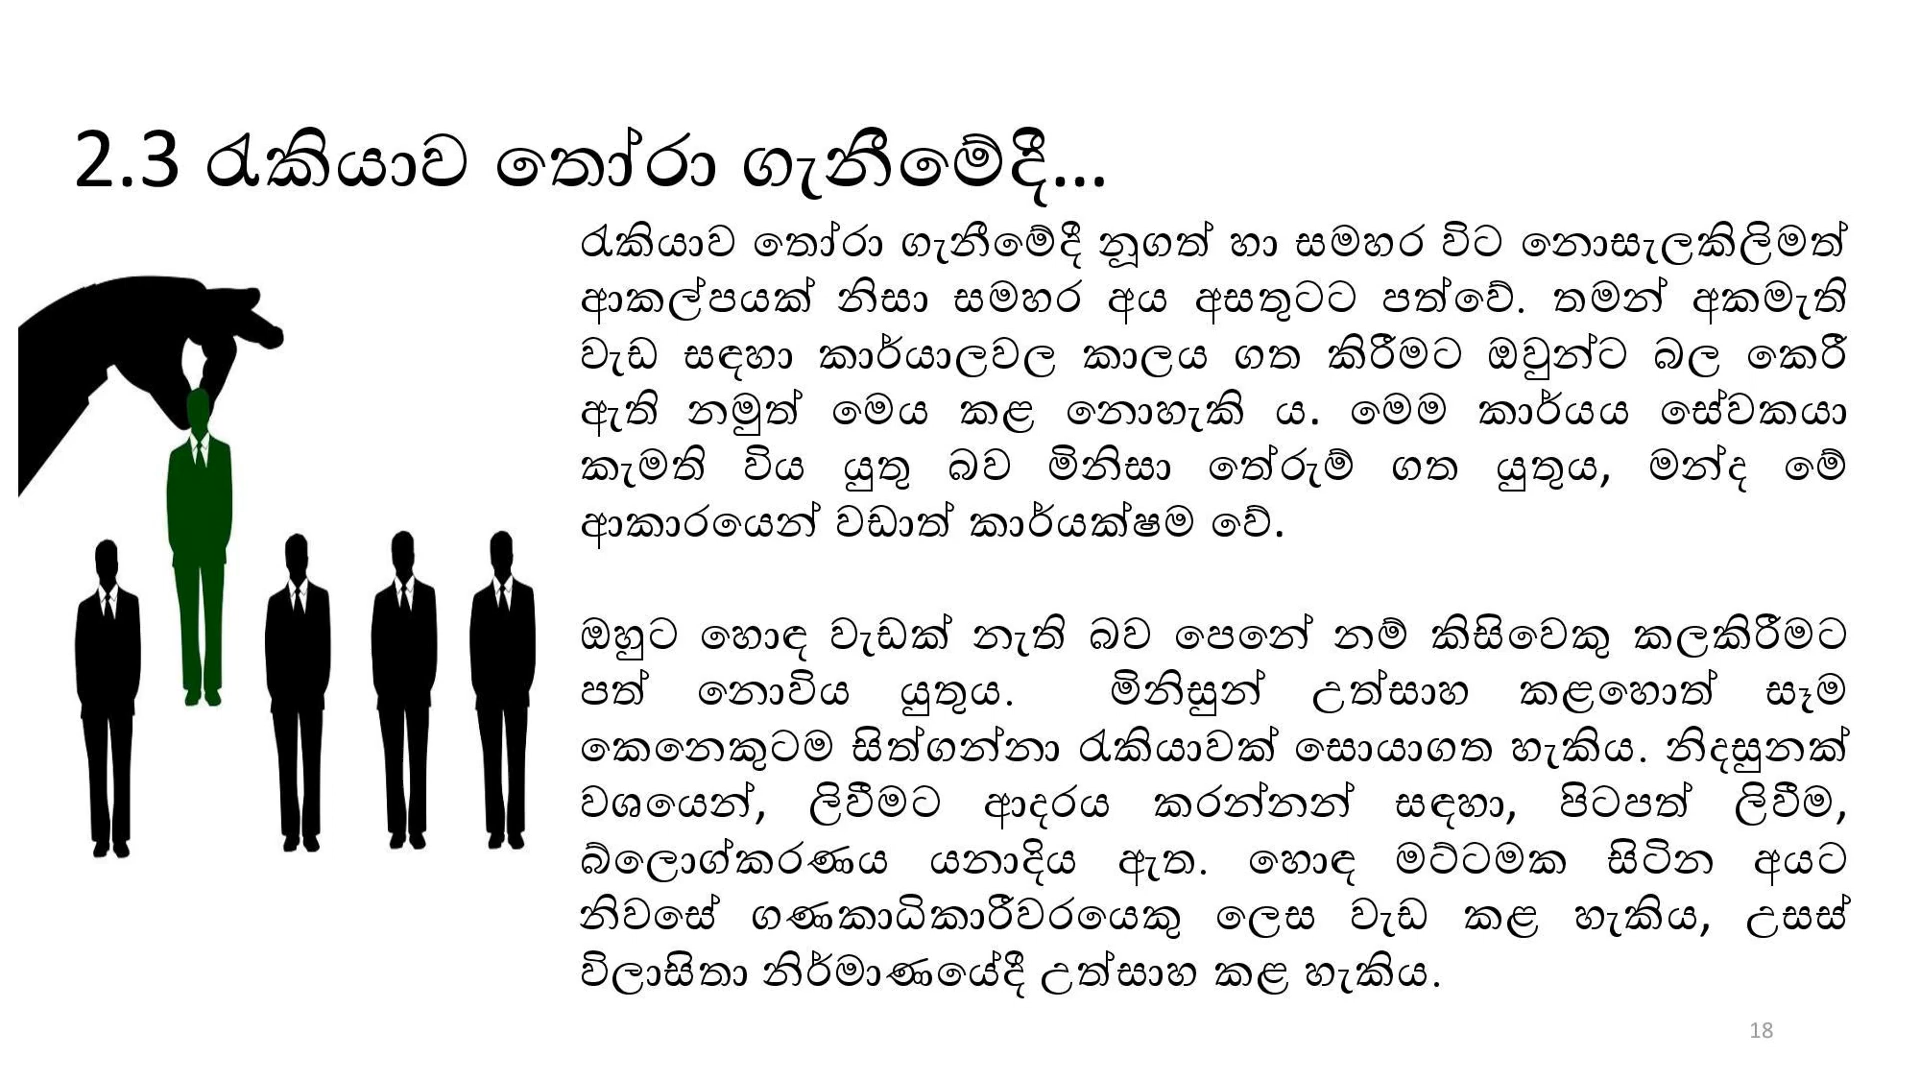 2.3 රැකියාව තෝරා ගැනීමේදී...
රැකියාව තෝරා ගැනීමේදී නූගත් හා සමහර විට නොසැලකිලිමත්
ආකල්පයක් නිසා සමහර අය අසතුටට පත්වේ. තමන් අකමැති
වැඩ සඳහා කාර්යාලවල කාලය ගත කිරීමට ඔවුන්ට බල කෙරී
ඇති නමුත් මෙය කළ නොහැකි ය. මෙම කාර්යය සේවකයා
කැමති විය යුතු බව මිනිසා තේරුම් ගත යුතුය, මන්ද මේ
ආකාරයෙන් වඩාත් කාර්යක්ෂම වේ.
ඔහුට හොඳ වැඩක් නැති බව පෙනේ නම් කිසිවෙකු කලකිරීමට
පත් නොවිය යුතුය. මිනිසුන් උත්සාහ කළහොත් සෑම
කෙනෙකුටම සිත්ගන්නා රැකියාවක් සොයාගත හැකිය. නිදසුනක්
වශයෙන්, ලිවීමට ආදරය කරන්නන් සඳහා, පිටපත් ලිවීම,
බ්ලොග්කරණය යනාදිය ඇත. හොඳ මට්ටමක සිටින අයට
නිවසේ ගණකාධිකාරීවරයෙකු ලෙස වැඩ කළ හැකිය, උසස්
විලාසිතා නිර්මාණයේදී උත්සාහ කළ හැකිය.
18